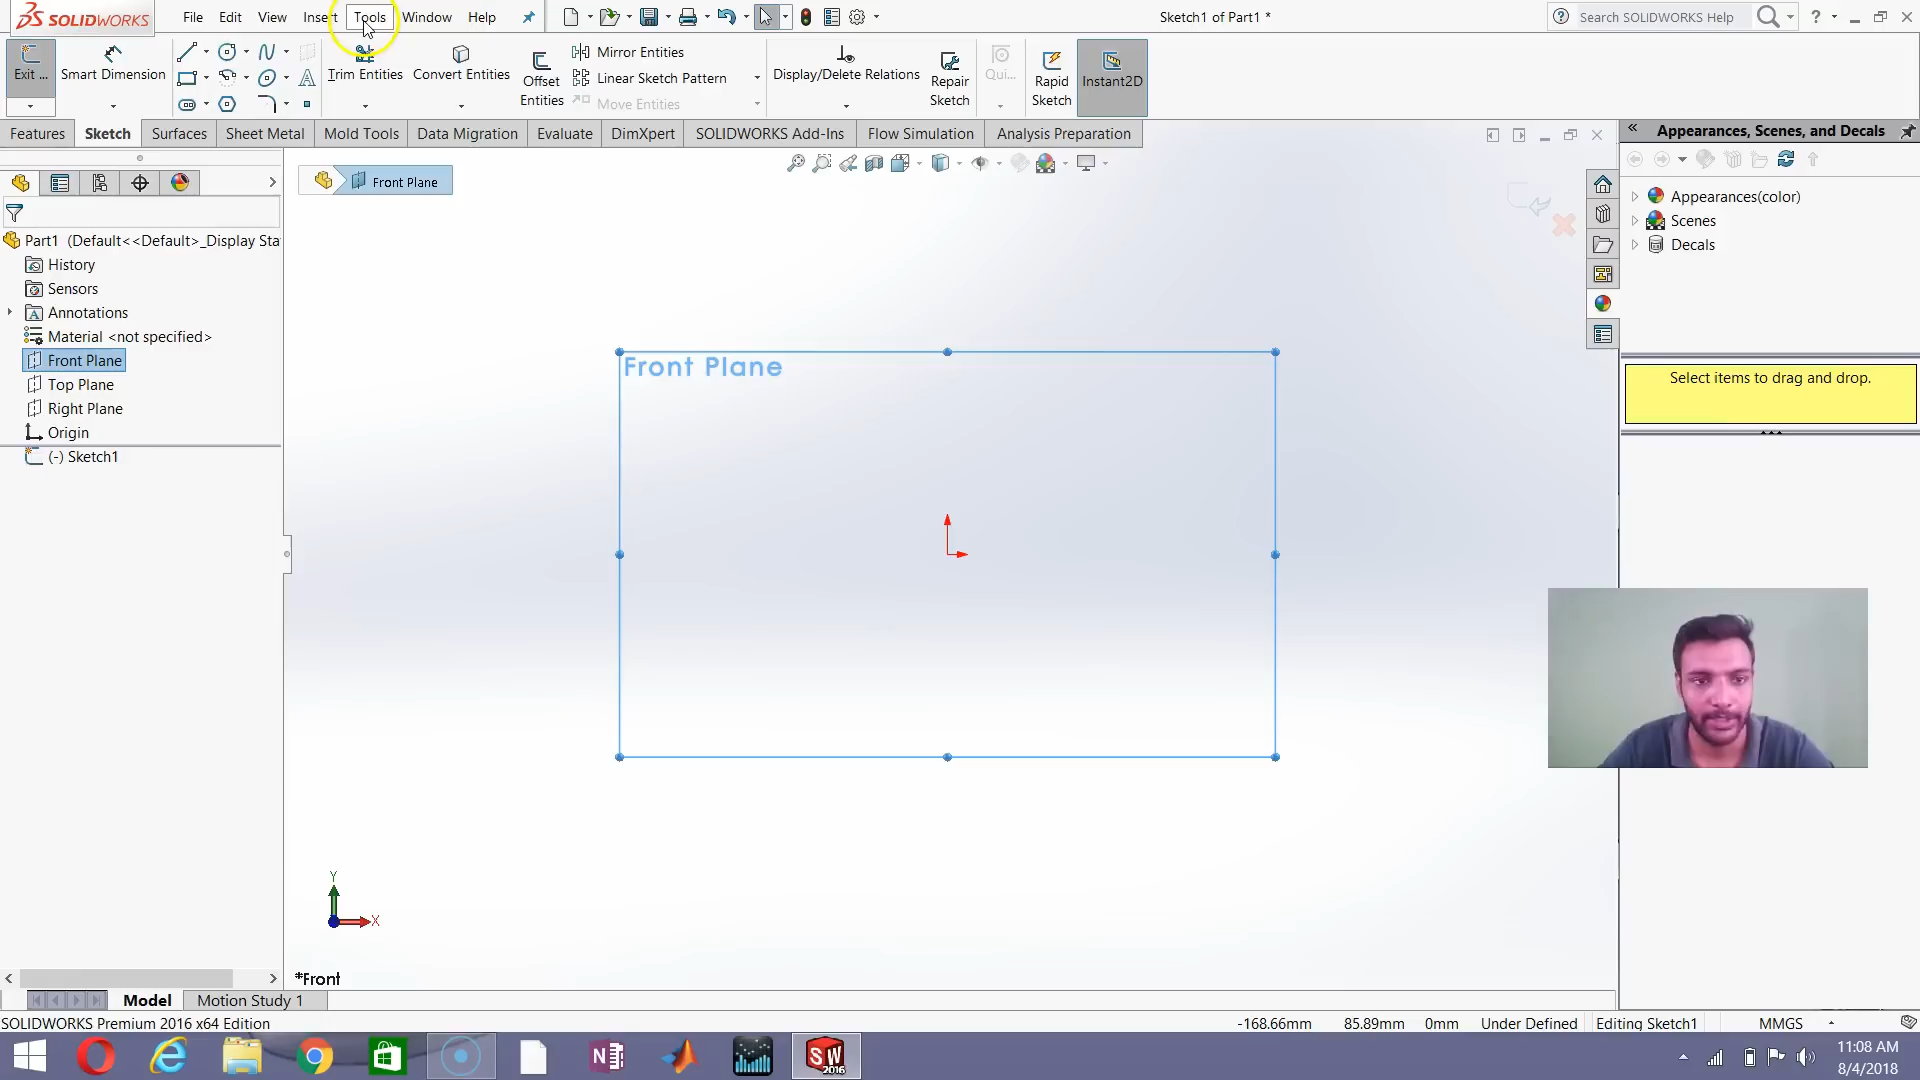 SOLIDWORKS
File Edit View Insert Tools Window Help
Sketch1 of Part1 *
Search SOLIDWORKS Help
Exit ...
Smart Dimension
Trim Entities
Convert Entities
Offset Entities
Mirror Entities
Linear Sketch Pattern
Move Entities
Display/Delete Relations
Repair Sketch
Qui...
Rapid Sketch
Instant2D
Features Sketch Surfaces Sheet Metal Mold Tools Data Migration Evaluate DimXpert SOLIDWORKS Add-Ins Flow Simulation Analysis Preparation
Appearances, Scenes, and Decals
Front Plane
Appearances(color)
Scenes
Decals
Part1 (Default<<Default>_Display Sta
History
Sensors
Annotations
Material <not specified>
Front Plane
Top Plane
Right Plane
Origin
(-) Sketch1
Front Plane
Select items to drag and drop.
Y
X
*Front
Model Motion Study 1
SOLIDWORKS Premium 2016 x64 Edition
-168.66mm 85.89mm 0mm Under Defined Editing Sketch1 MMGS
SW
2016
11:08 AM
8/4/2018